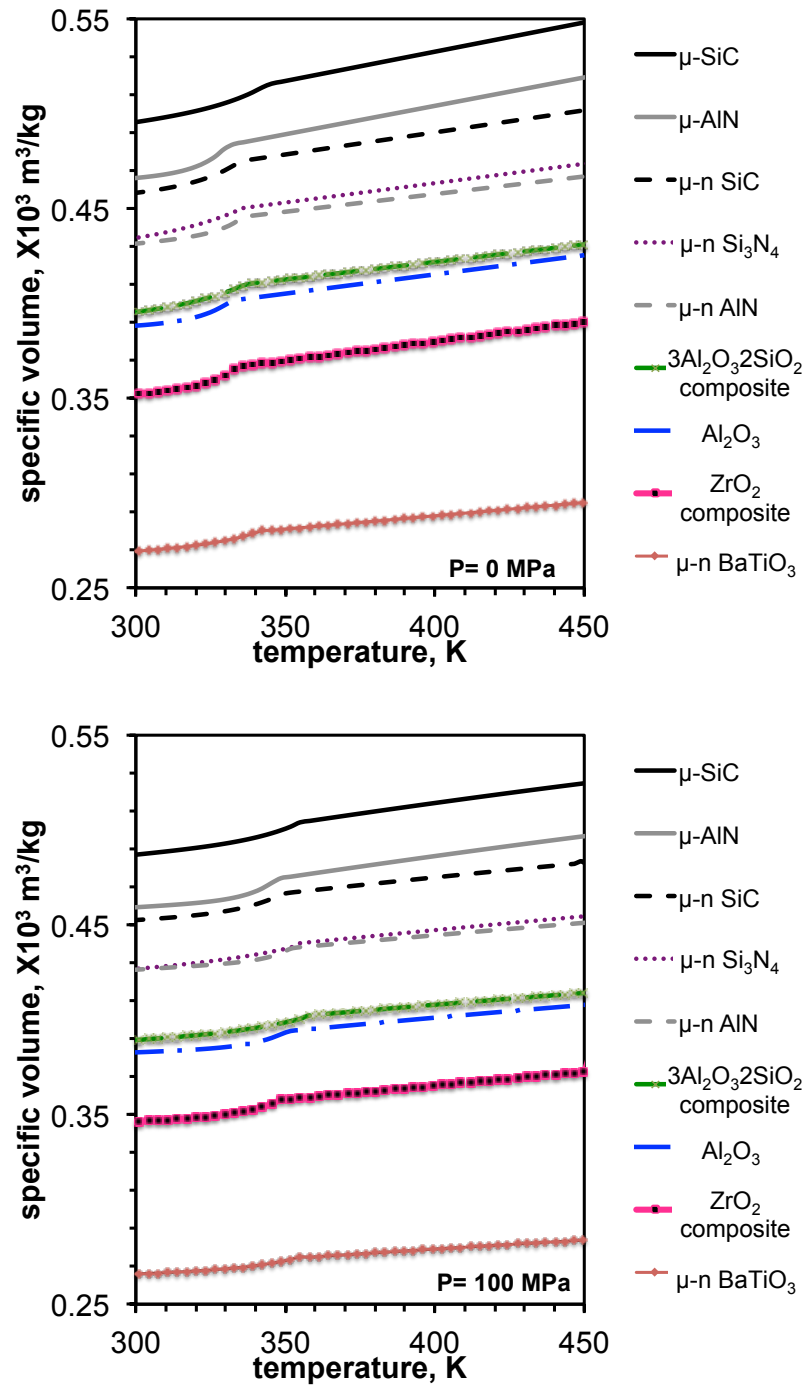 0.55
0.45
0.35
0.25
specific volume, X10³ m³/kg
300
350
400
450
temperature, K
P= 0 MPa
μ-SiC
μ-AlN
μ-n SiC
μ-n Si₃N₄
μ-n AlN
3Al₂O₃2SiO₂
composite
Al₂O₃
ZrO₂
composite
μ-n BaTiO₃
0.55
0.45
0.35
0.25
specific volume, X10³ m³/kg
300
350
400
450
temperature, K
P= 100 MPa
μ-SiC
μ-AlN
μ-n SiC
μ-n Si₃N₄
μ-n AlN
3Al₂O₃2SiO₂
composite
Al₂O₃
ZrO₂
composite
μ-n BaTiO₃